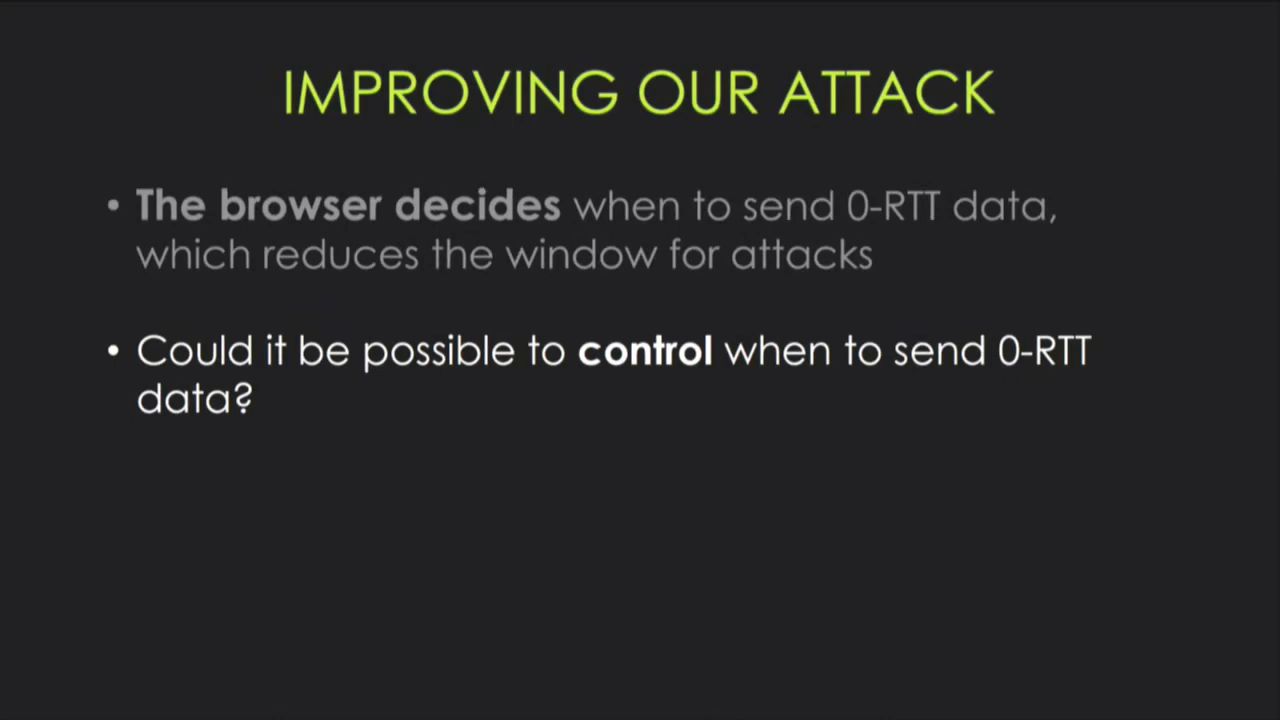 IMPROVING OUR ATTACK
• The browser decides when to send 0-RTT data,
which reduces the window for attacks
• Could it be possible to control when to send 0-RTT
data?